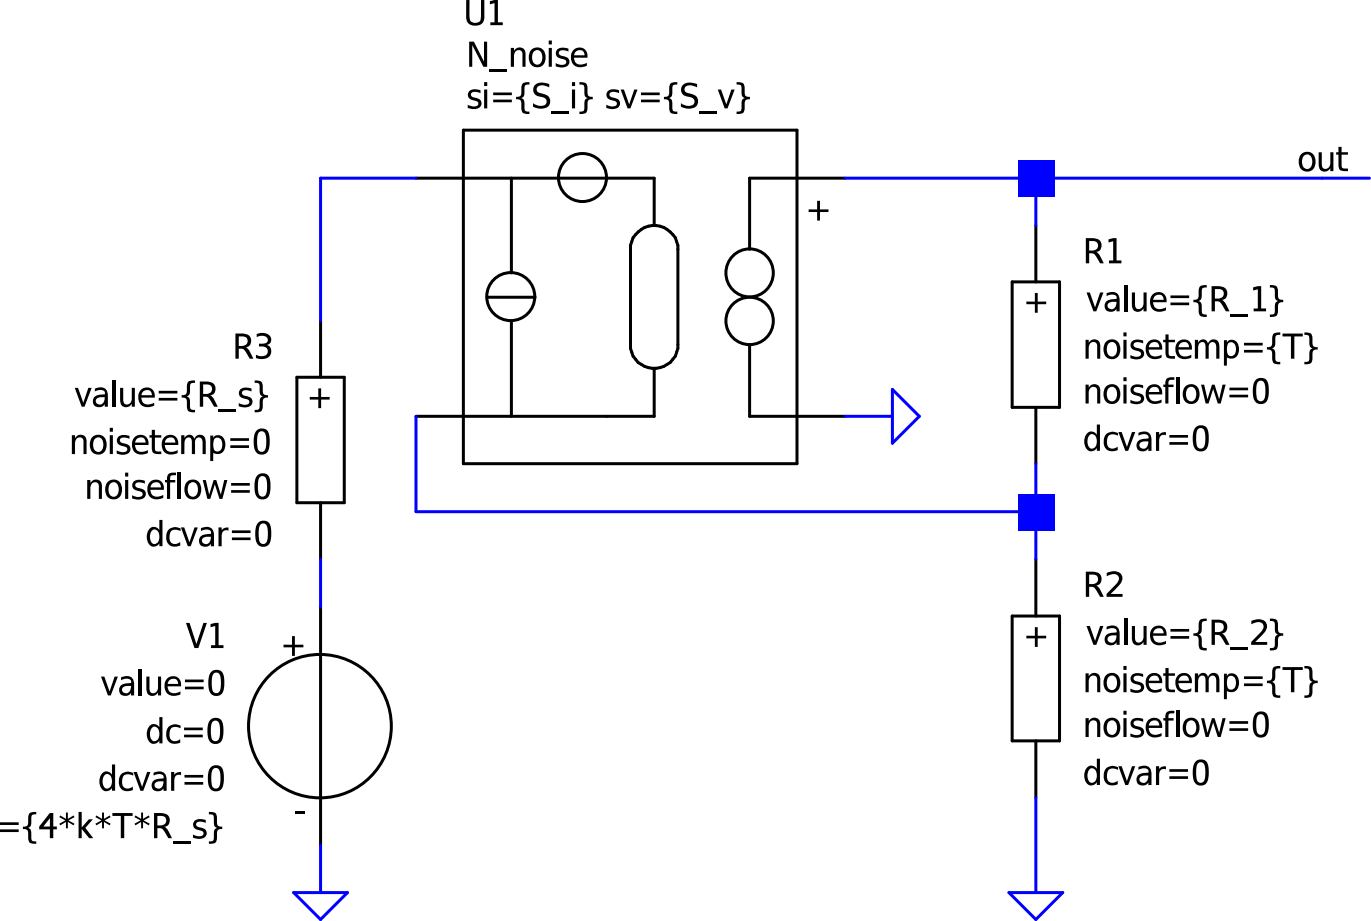 U1
N_noise
si={S_i} sv={S_v}
out
+
R1
+
value={R_1}
noisetemp={T}
noiseflow=0
dcvar=0
R3
value={R_s}
+
noisetemp=0
noiseflow=0
dcvar=0
R2
+
value={R_2}
noisetemp={T}
noiseflow=0
dcvar=0
V1
+
value=0
dc=0
dcvar=0
-
={4*k*T*R_s}